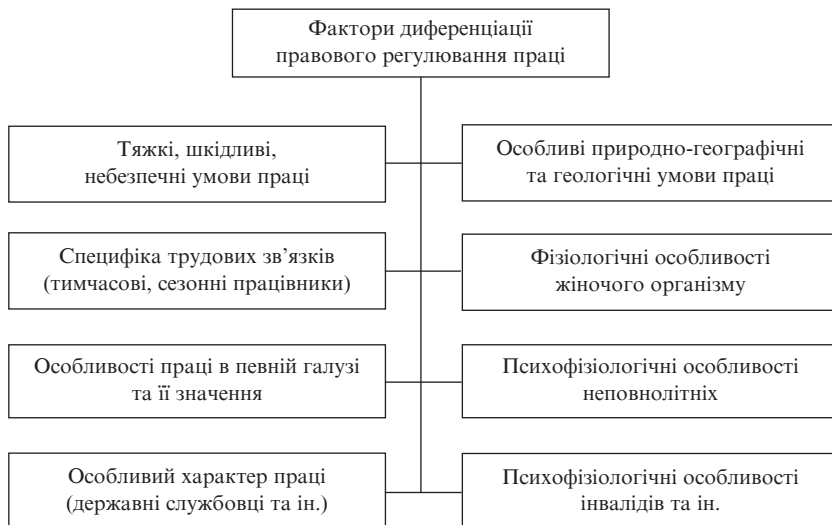 Фактори диференціації
правового регулювання праці
Тяжкі, шкідливі,
небезпечні умови праці
Особливі природно-географічні
та геологічні умови праці
Специфіка трудових зв’язків
(тимчасові, сезонні працівники)
Фізіологічні особливості
жіночого організму
Особливості праці в певній галузі
та її значення
Психофізіологічні особливості
неповнолітніх
Особливий характер праці
(державні службовці та ін.)
Психофізіологічні особливості
інвалідів та ін.